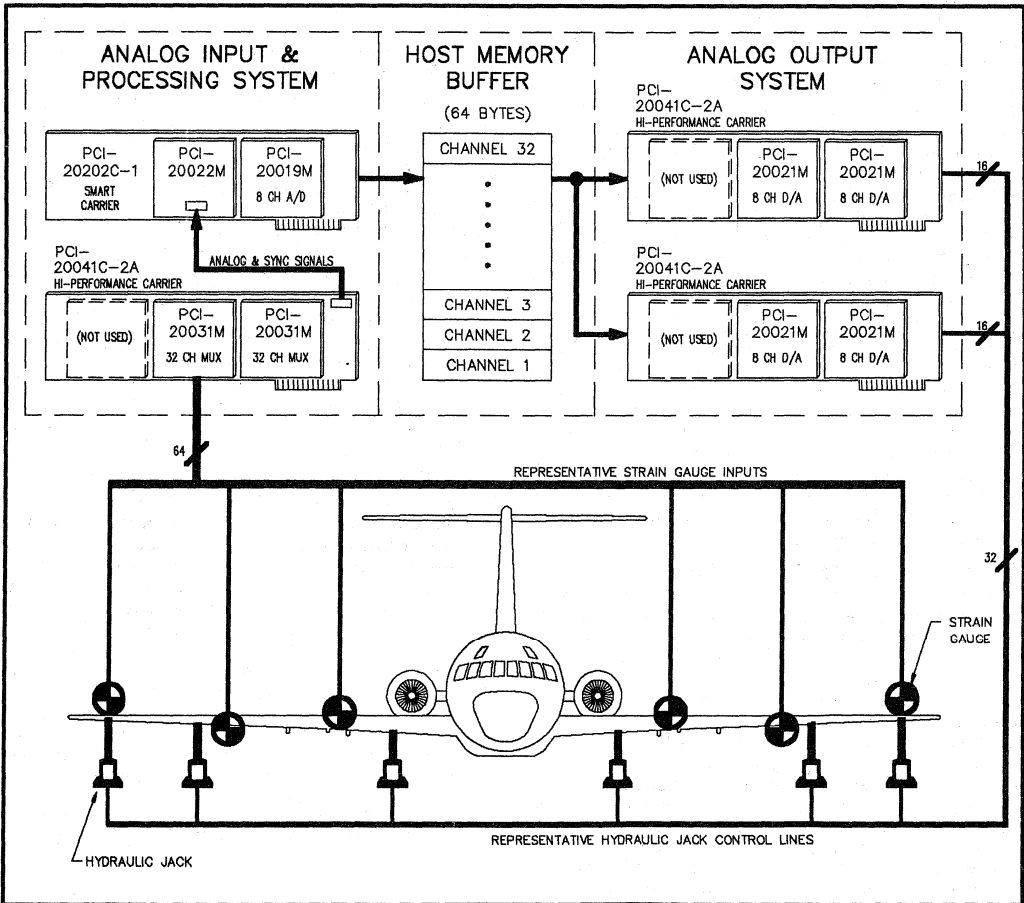 ANALOG INPUT &
PROCESSING SYSTEM
PCI-
20202C-1
SMART
CARRIER
PCI-
20022M
PCI-
20019M
8 CH A/D
ANALOG & SYNC SIGNALS
PCI-
20041C-2A
HI-PERFORMANCE CARRIER
(NOT USED)
PCI-
20031M
32 CH MUX
PCI-
20031M
32 CH MUX
64
HOST MEMORY
BUFFER
(64 BYTES)
CHANNEL 32
CHANNEL 3
CHANNEL 2
CHANNEL 1
ANALOG OUTPUT
SYSTEM
PCI-
20041C-2A
HI-PERFORMANCE CARRIER
(NOT USED)
PCI-
20021M
8 CH D/A
PCI-
20021M
8 CH D/A
16
PCI-
20041C-2A
HI-PERFORMANCE CARRIER
(NOT USED)
PCI-
20021M
8 CH D/A
PCI-
20021M
8 CH D/A
16
REPRESENTATIVE STRAIN GAUGE INPUTS
32
STRAIN
GAUGE
REPRESENTATIVE HYDRAULIC JACK CONTROL LINES
HYDRAULIC JACK